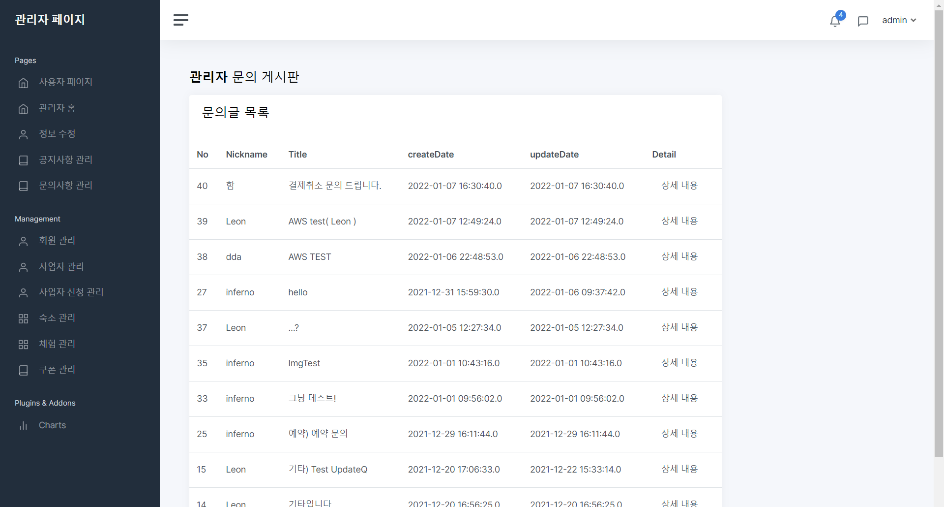 관리자 페이지
4
admin
Pages
사용자 페이지
관리자 홈
정보 수정
공지사항 관리
문의사항 관리
Management
회원 관리
사업자 관리
사업자 신청 관리
숙소 관리
체험 관리
쿠폰 관리
Plugins & Addons
Charts
관리자 문의 게시판
문의글 목록
No Nickname Title createDate updateDate Detail
40 합 결제취소 문의 드립니다. 2022-01-07 16:30:40.0 2022-01-07 16:30:40.0 상세 내용
39 Leon AWS test( Leon ) 2022-01-07 12:49:24.0 2022-01-07 12:49:24.0 상세 내용
38 dda AWS TEST 2022-01-06 22:48:53.0 2022-01-06 22:48:53.0 상세 내용
27 inferno hello 2021-12-31 15:59:30.0 2022-01-06 09:37:42.0 상세 내용
37 Leon ...? 2022-01-05 12:27:34.0 2022-01-05 12:27:34.0 상세 내용
35 inferno ImgTest 2022-01-01 10:43:16.0 2022-01-01 10:43:16.0 상세 내용
33 inferno 그냥 테스트! 2022-01-01 09:56:02.0 2022-01-01 09:56:02.0 상세 내용
25 inferno 예약) 예약 문의 2021-12-29 16:11:44.0 2021-12-29 16:11:44.0 상세 내용
15 Leon 기타) Test UpdateQ 2021-12-20 17:06:33.0 2021-12-22 15:33:14.0 상세 내용
14 Leon 기타입니다 2021-12-20 16:56:25.0 2021-12-20 16:56:25.0 상세 내용